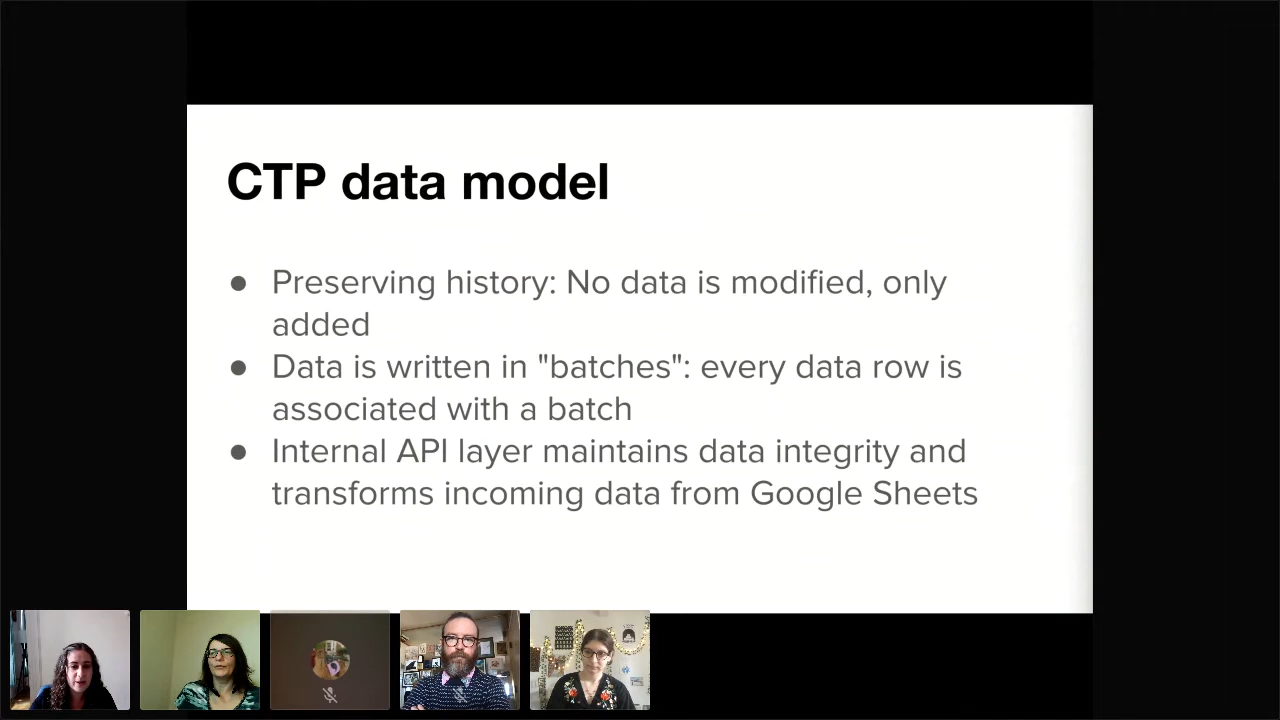 CTP data model
● Preserving history: No data is modified, only
added
● Data is written in "batches": every data row is
associated with a batch
● Internal API layer maintains data integrity and
transforms incoming data from Google Sheets